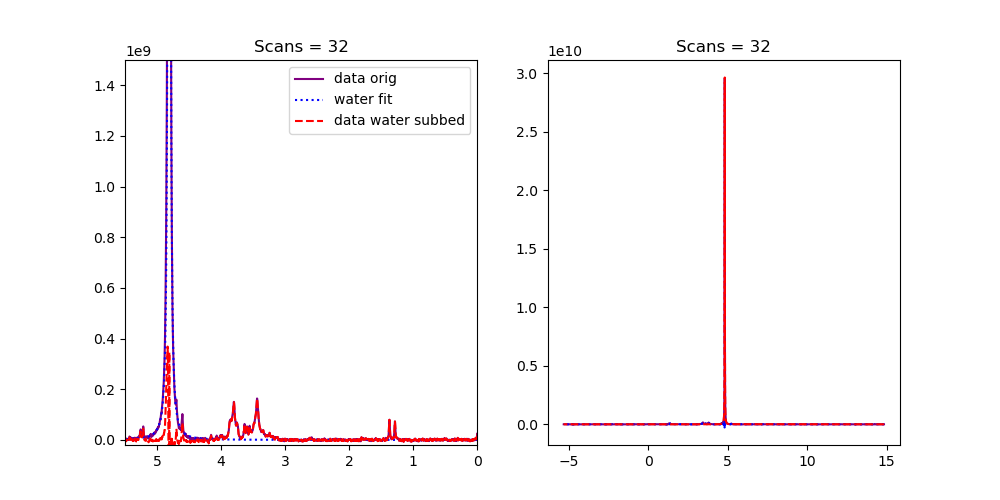 Scans = 32
1e9
data orig
water fit
data water subbed
1.4
1.2
1.0
0.8
0.6
0.4
0.2
0.0
5 4 3 2 1 0
Scans = 32
1e10
3.0
2.5
2.0
1.5
1.0
0.5
0.0
−5 0 5 10 15